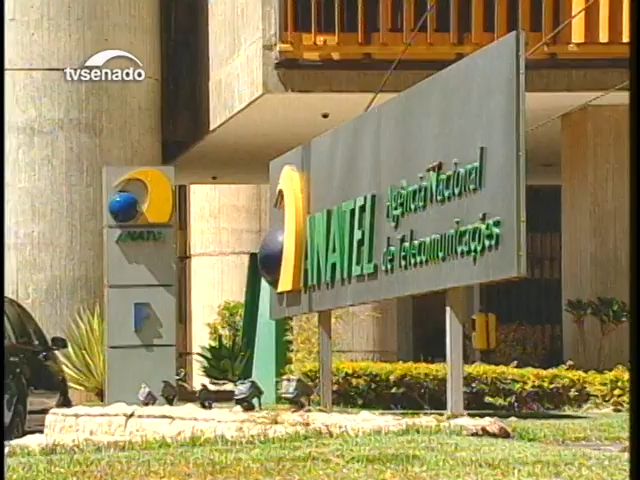 tvsenado
ANATEL
F
ANATEL
Agência Nacional
de Telecomunicações